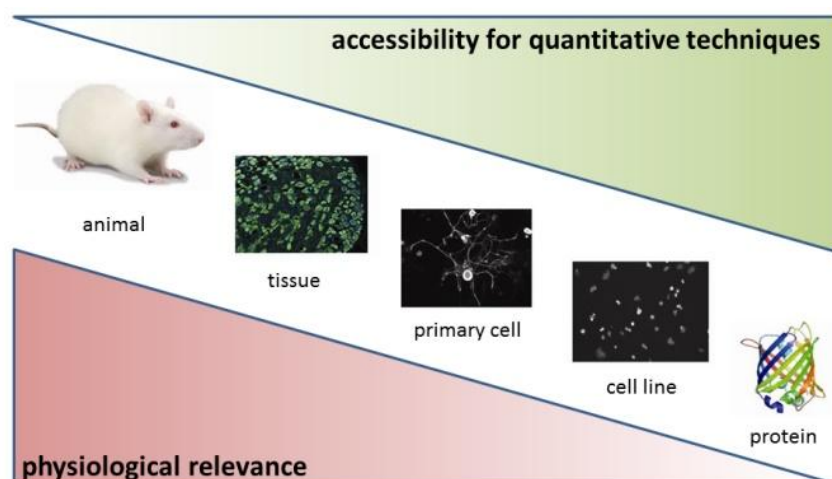 accessibility for quantitative techniques
animal
tissue
primary cell
cell line
protein
physiological relevance